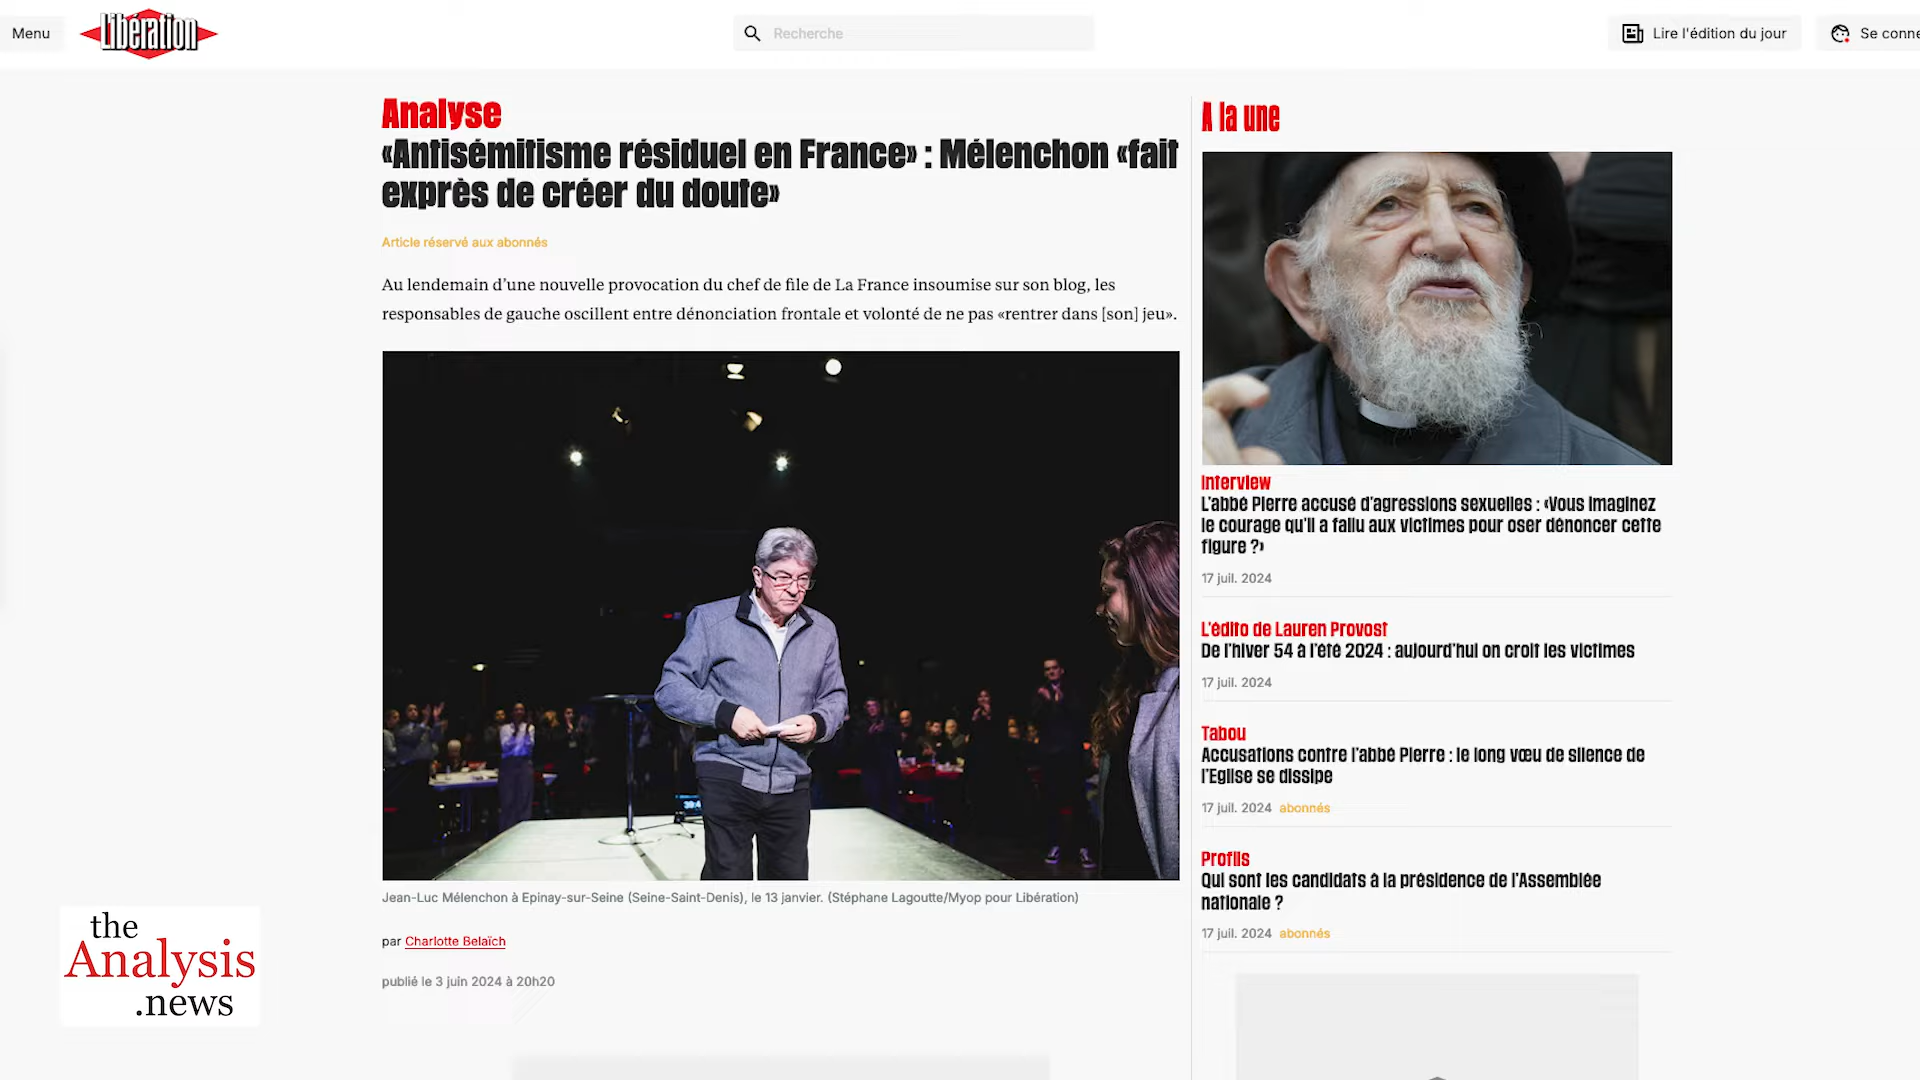 Menu
Libération
Recherche
Lire l'édition du jour
Se conne
Analyse
«Antisémitisme résiduel en France» : Mélenchon «fait
exprès de créer du doute»
Article réservé aux abonnés
Au lendemain d’une nouvelle provocation du chef de file de La France insoumise sur son blog, les
responsables de gauche oscillent entre dénonciation frontale et volonté de ne pas «rentrer dans [son] jeu».
Jean-Luc Mélenchon à Epinay-sur-Seine (Seine-Saint-Denis), le 13 janvier. (Stéphane Lagoutte/Myop pour Libération)
par Charlotte Belaïch
publié le 3 juin 2024 à 20h20
A la une
Interview
L’abbé Pierre accusé d’agressions sexuelles : «Vous imaginez
le courage qu’il a fallu aux victimes pour oser dénoncer cette
figure ?»
17 juil. 2024
L’édito de Lauren Provost
De l’hiver 54 à l’été 2024 : aujourd’hui on croit les victimes
17 juil. 2024
Tabou
Accusations contre l’abbé Pierre : le long vœu de silence de
l’Eglise se dissipe
17 juil. 2024 abonnés
Profils
Qui sont les candidats à la présidence de l’Assemblée
nationale ?
17 juil. 2024 abonnés
the
Analysis
.news